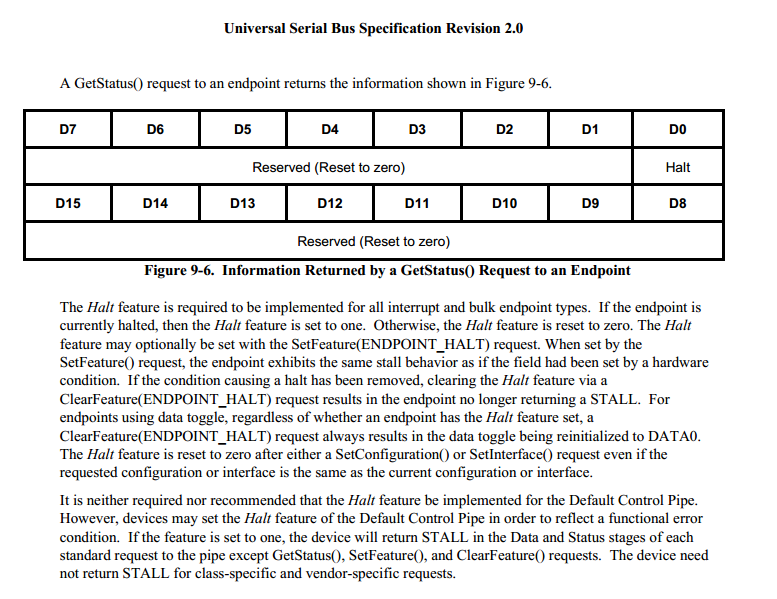 Universal Serial Bus Specification Revision 2.0
A GetStatus() request to an endpoint returns the information shown in Figure 9-6.
D7 D6 D5 D4 D3 D2 D1 D0
Reserved (Reset to zero) Halt
D15 D14 D13 D12 D11 D10 D9 D8
Reserved (Reset to zero)
Figure 9-6. Information Returned by a GetStatus() Request to an Endpoint
The Halt feature is required to be implemented for all interrupt and bulk endpoint types. If the endpoint is
currently halted, then the Halt feature is set to one. Otherwise, the Halt feature is reset to zero. The Halt
feature may optionally be set with the SetFeature(ENDPOINT_HALT) request. When set by the
SetFeature() request, the endpoint exhibits the same stall behavior as if the field had been set by a hardware
condition. If the condition causing a halt has been removed, clearing the Halt feature via a
ClearFeature(ENDPOINT_HALT) request results in the endpoint no longer returning a STALL. For
endpoints using data toggle, regardless of whether an endpoint has the Halt feature set, a
ClearFeature(ENDPOINT_HALT) request always results in the data toggle being reinitialized to DATA0.
The Halt feature is reset to zero after either a SetConfiguration() or SetInterface() request even if the
requested configuration or interface is the same as the current configuration or interface.
It is neither required nor recommended that the Halt feature be implemented for the Default Control Pipe.
However, devices may set the Halt feature of the Default Control Pipe in order to reflect a functional error
condition. If the feature is set to one, the device will return STALL in the Data and Status stages of each
standard request to the pipe except GetStatus(), SetFeature(), and ClearFeature() requests. The device need
not return STALL for class-specific and vendor-specific requests.